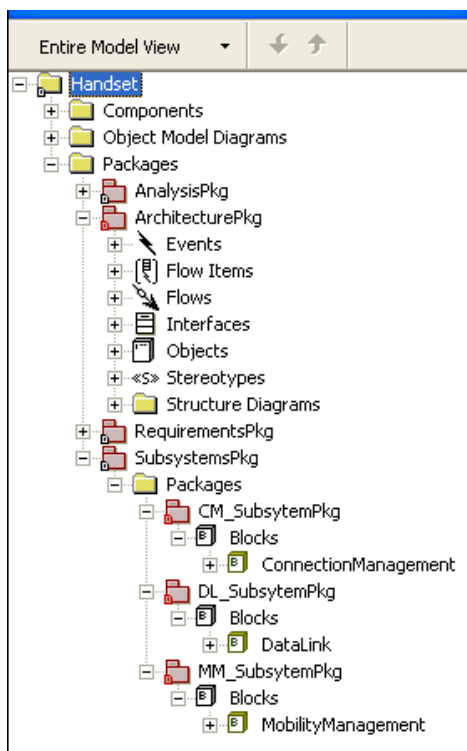 Entire Model View
Handset
Components
Object Model Diagrams
Packages
AnalysisPkg
ArchitecturePkg
Events
Flow Items
Flows
Interfaces
Objects
«S» Stereotypes
Structure Diagrams
RequirementsPkg
SubsystemsPkg
Packages
CM_SubsytemPkg
Blocks
ConnectionManagement
DL_SubsytemPkg
Blocks
DataLink
MM_SubsytemPkg
Blocks
MobilityManagement